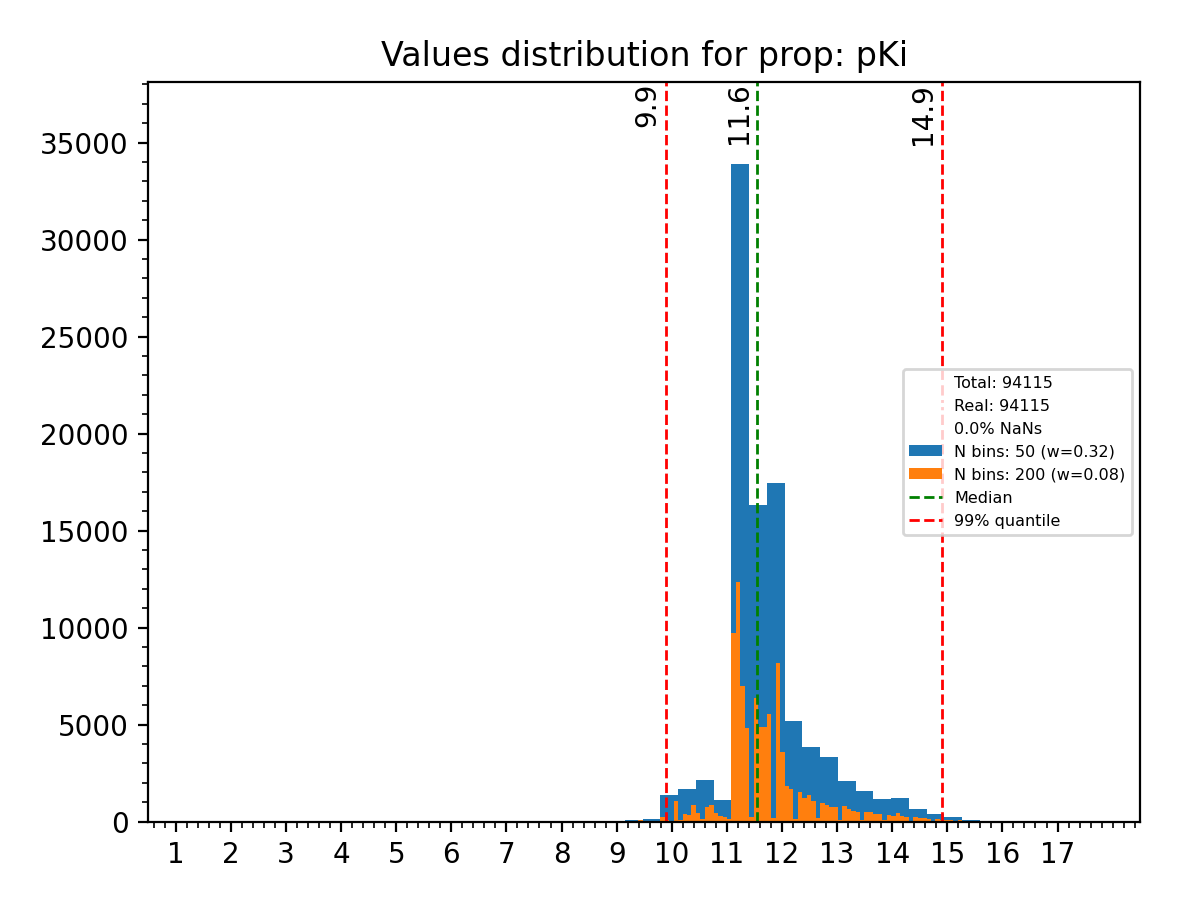 Values distribution for prop: pKi
9.9
11.6
14.9
35000
30000
25000
20000
15000
10000
5000
0
Total: 94115
Real: 94115
0.0% NaNs
N bins: 50 (w=0.32)
N bins: 200 (w=0.08)
Median
99% quantile
1 2 3 4 5 6 7 8 9 10 11 12 13 14 15 16 17